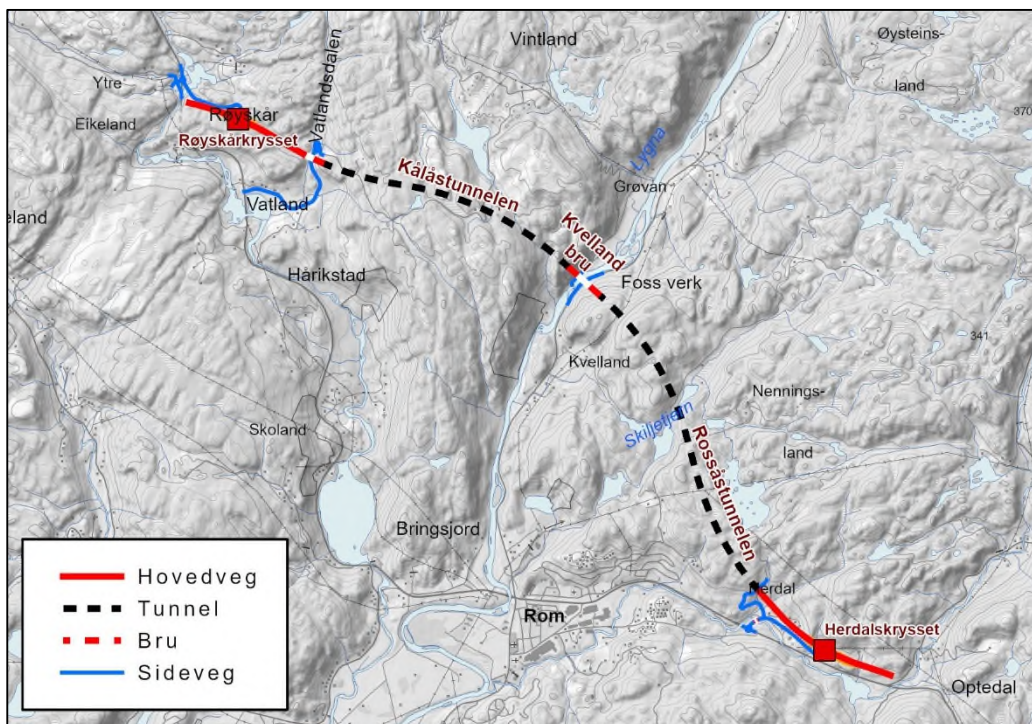 Vintland
Øysteins-
land
Ytre
Vatlandsdalen
Røyskår
370
Eikeland
Røyskårkrysset
Lygna
Kålåstunnelen
Grøvan
Vatland
eland
Kvelland
bru
Hårikstad
Foss verk
341
Kvelland
Nennings-
land
Skiljetjern
Skoland
Rossåstunnelen
Bringsjord
Herdal
Rom
Herdalskrysset
Optedal
Hovedveg
Tunnel
Bru
Sideveg